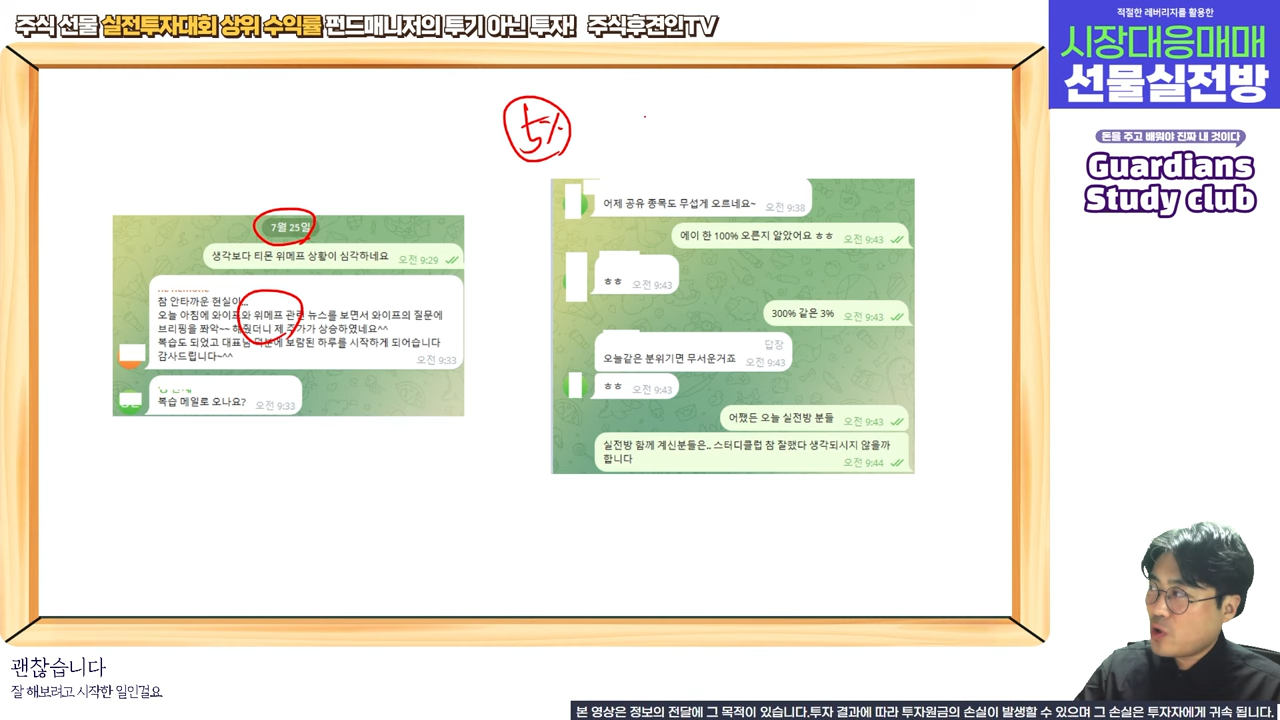 주식 선물 실전투자대회 상위 수익률 펀드매니저의 투기 아닌 투자! 주식후견인TV
적절한 레버리지를 활용한
시장대응매매
선물실전방
돈을 주고 배워야 진짜 내 것이다
Guardians
Study club
5%
7월 25일
생각보다 티몬 위메프 상황이 심각하네요 오전 9:29
참 안타까운 현실이...
오늘 아침에 와이프와 위메프 관련 뉴스를 보면서 와이프의 질문에
브리핑을 쫘악~~ 해줬더니 제 주가가 상승하였네요^^
복습도 되었고 대표님 덕분에 보람된 하루를 시작하게 되어습니다
감사드립니다~^^ 오전 9:33
복습 메일로 오나요? 오전 9:33
어제 공유 종목도 무섭게 오르네요~ 오전 9:38
에이 한 100% 오른지 알았어요 ㅎㅎ 오전 9:43
ㅎㅎ 오전 9:43
300% 같은 3% 오전 9:43
답장
오늘같은 분위기면 무서운거죠 오전 9:43
ㅎㅎ 오전 9:43
어쨌든 오늘 실전방 분들 오전 9:43
실전방 함께 계신분들은.. 스터디클럽 참 잘했다 생각되시지 않을까
합니다 오전 9:44
괜찮습니다
잘 해보려고 시작한 일인걸요
본 영상은 정보의 전달에 그 목적이 있습니다.투자 결과에 따라 투자원금의 손실이 발생할 수 있으며 그 손실은 투자자에게 귀속 됩니다.